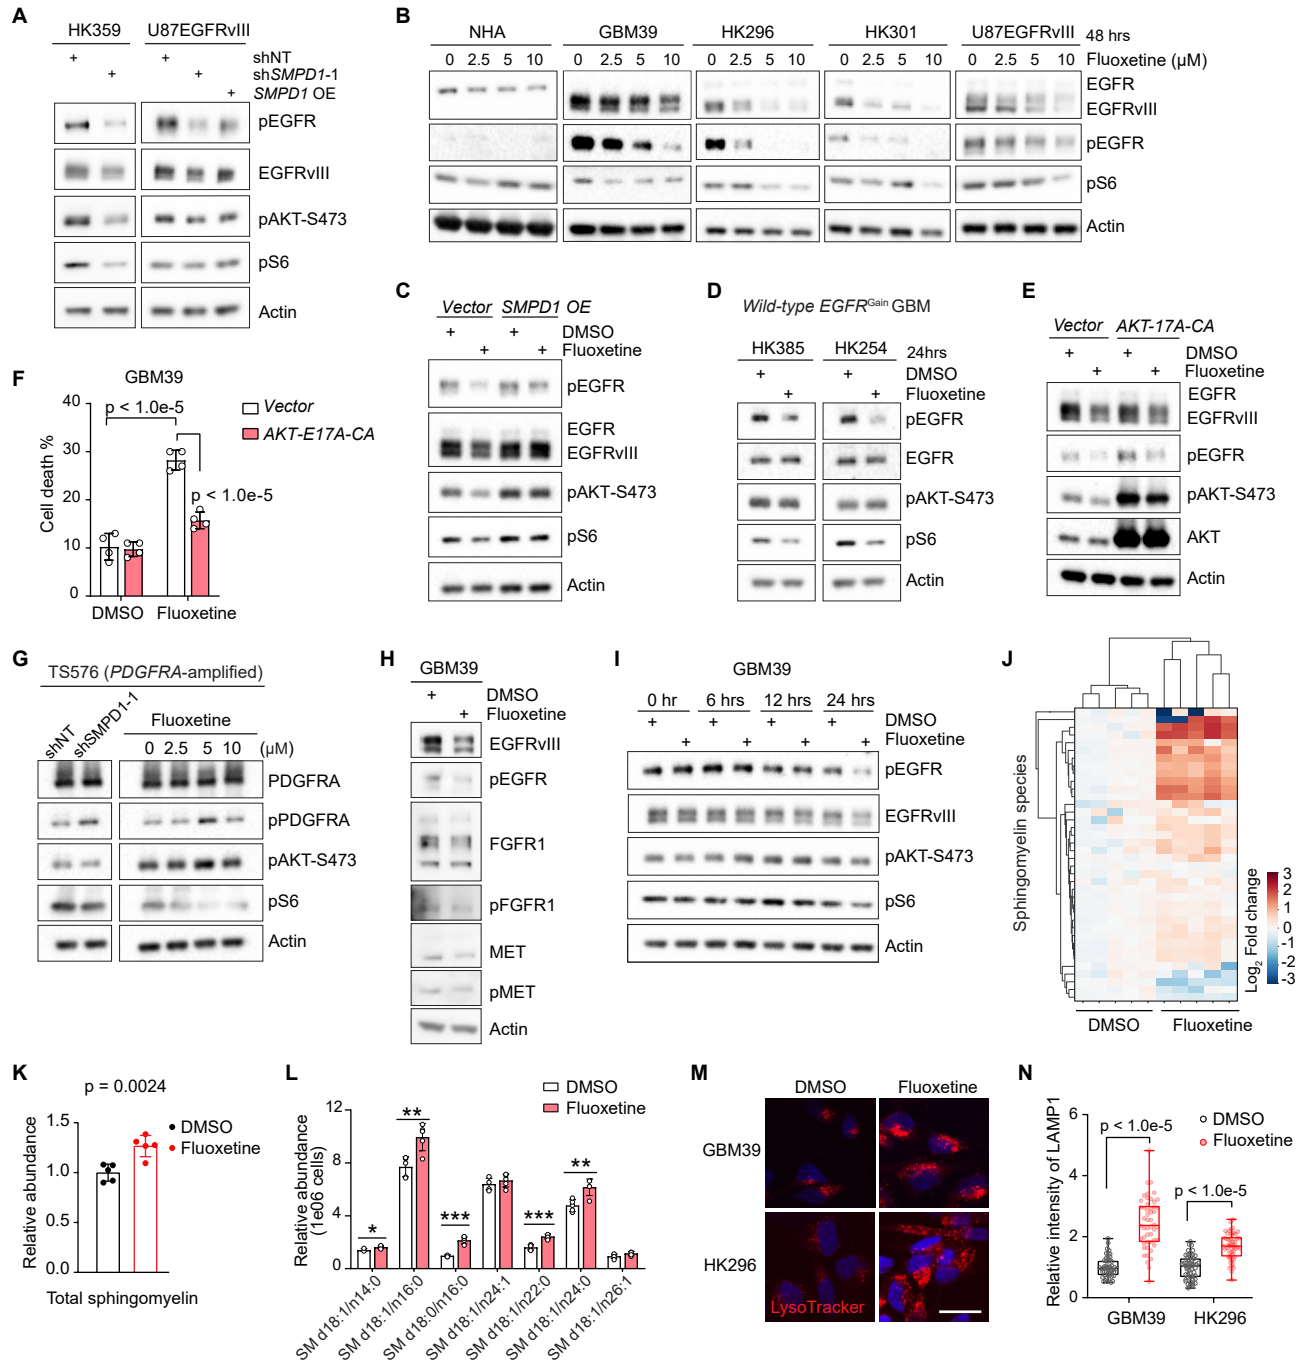 A
HK359 U87EGFRvIII
+ + shNT
+ + shSMPD1-1
+ SMPD1 OE
pEGFR
EGFRvIII
pAKT-S473
pS6
Actin
B
NHA GBM39 HK296 HK301 U87EGFRvIII 48 hrs
0 2.5 5 10 0 2.5 5 10 0 2.5 5 10 0 2.5 5 10 0 2.5 5 10 Fluoxetine (µM)
EGFR
EGFRvIII
pEGFR
pS6
Actin
C
Vector SMPD1 OE
+ + DMSO
+ + Fluoxetine
pEGFR
EGFR
EGFRvIII
pAKT-S473
pS6
Actin
D
Wild-type EGFRGain GBM
HK385 HK254 24hrs
+ + DMSO
+ + Fluoxetine
pEGFR
EGFR
pAKT-S473
pS6
Actin
E
Vector AKT-17A-CA
+ + DMSO
+ + Fluoxetine
EGFR
EGFRvIII
pEGFR
pAKT-S473
AKT
Actin
F
GBM39
Cell death %
40
30
20
10
0
p < 1.0e-5
p < 1.0e-5
Vector
AKT-E17A-CA
DMSO Fluoxetine
G
TS576 (PDGFRA-amplified)
shNT
shSMPD1-1
Fluoxetine
0 2.5 5 10 (µM)
PDGFRA
pPDGFRA
pAKT-S473
pS6
Actin
H
GBM39
+ DMSO
+ Fluoxetine
EGFRvIII
pEGFR
FGFR1
pFGFR1
MET
pMET
Actin
I
GBM39
0 hr 6 hrs 12 hrs 24 hrs
+ + + + DMSO
+ + + + Fluoxetine
pEGFR
EGFRvIII
pAKT-S473
pS6
Actin
J
Sphingomyelin species
DMSO Fluoxetine
Log2 Fold change
3
2
1
0
-1
-2
-3
K
p = 0.0024
DMSO
Fluoxetine
Relative abundance
1.5
1.0
0.5
0.0
Total sphingomyelin
L
DMSO
Fluoxetine
Relative abundance
(1e06 cells)
12
8
4
0
* ** *** *** **
SM d18:1/n14:0
SM d18:1/n16:0
SM d18:0/n16:0
SM d18:1/n24:1
SM d18:1/n22:0
SM d18:1/n24:0
SM d18:1/n26:1
M
DMSO Fluoxetine
GBM39
HK296
LysoTracker
N
Relative intensity of LAMP1
6
4
2
0
DMSO
Fluoxetine
p < 1.0e-5
p < 1.0e-5
GBM39 HK296